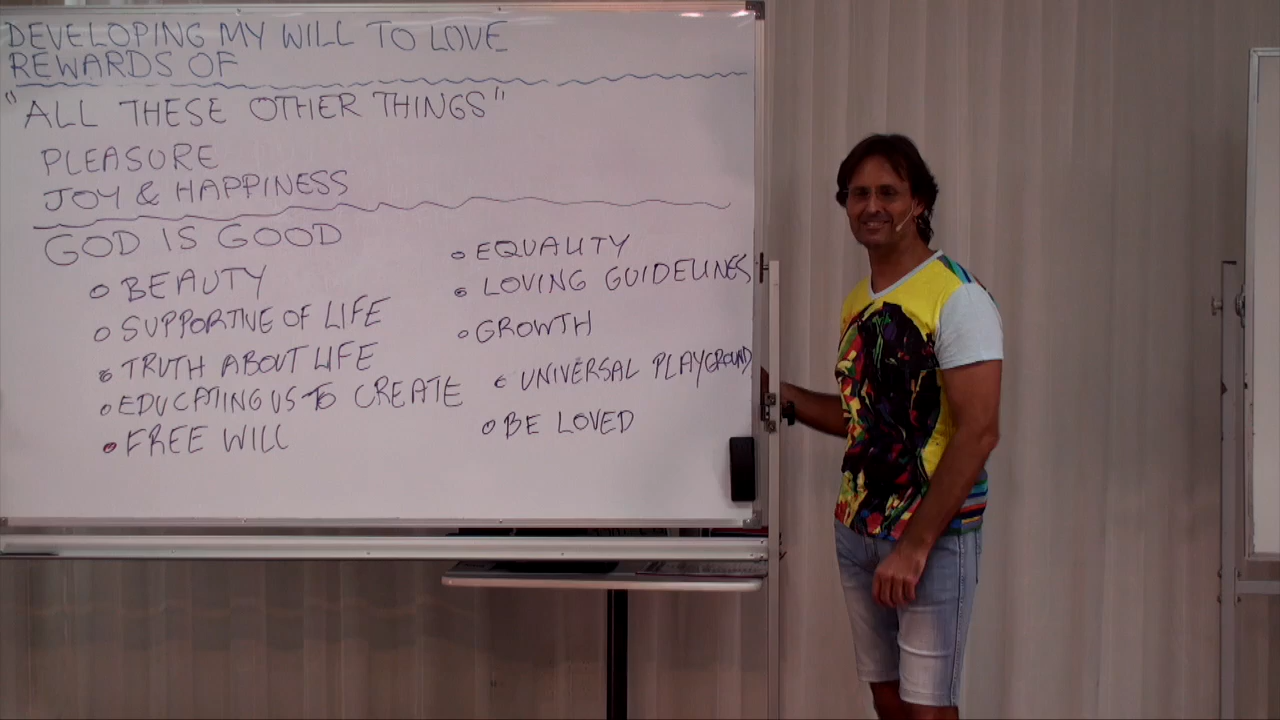 DEVELOPING MY WILL TO LOVE
REWARDS OF
"ALL THESE OTHER THINGS"
PLEASURE
JOY & HAPPINESS
GOD IS GOOD
BEAUTY
SUPPORTIVE OF LIFE
TRUTH ABOUT LIFE
EDUCATING US TO CREATE
FREE WILL
EQUALITY
LOVING GUIDELINES
GROWTH
UNIVERSAL PLAYGROUND
BE LOVED